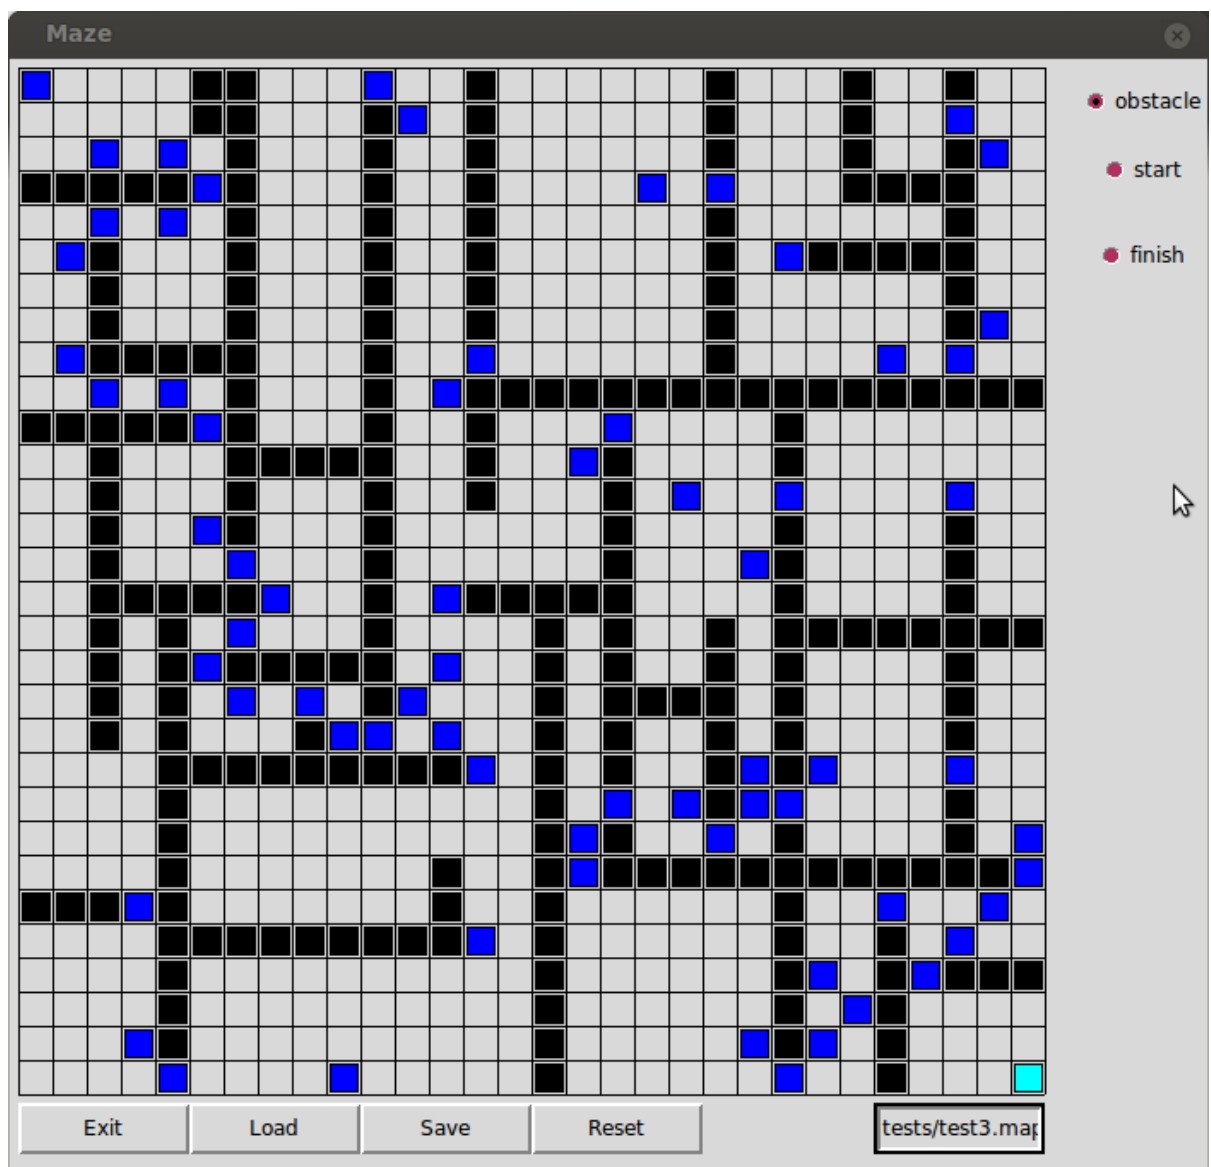 Maze
obstacle
start
finish
Exit
Load
Save
Reset
tests/test3.map